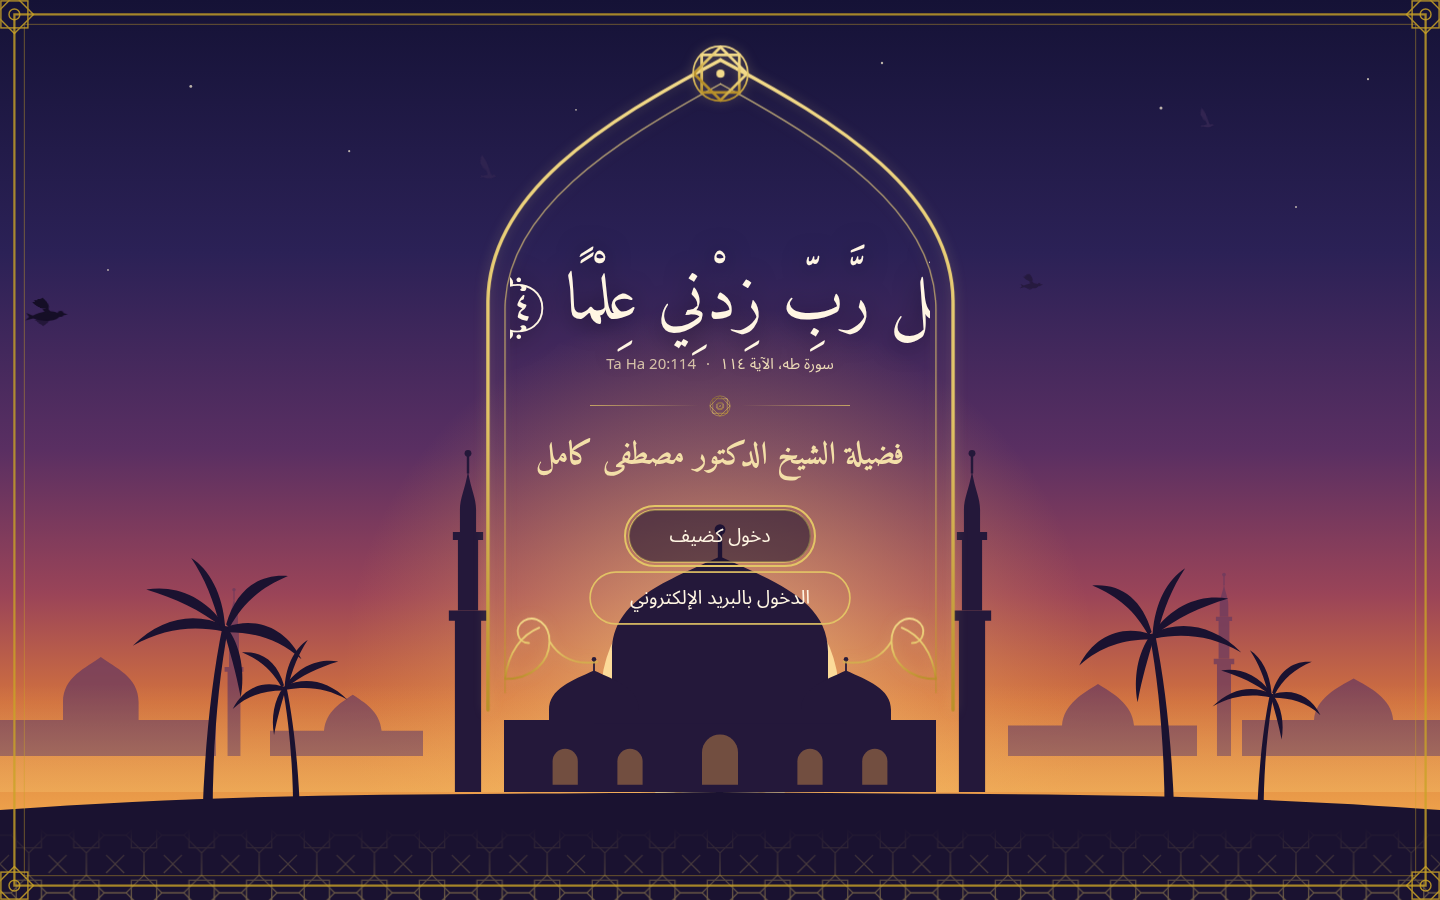 رَّبِّ زِدْنِي عِلْمًا
سورة طه، الآية ١١٤ · Ta Ha 20:114
فضيلة الشيخ الدكتور مصطفى كامل
دخول كضيف
الدخول بالبريد الإلكتروني